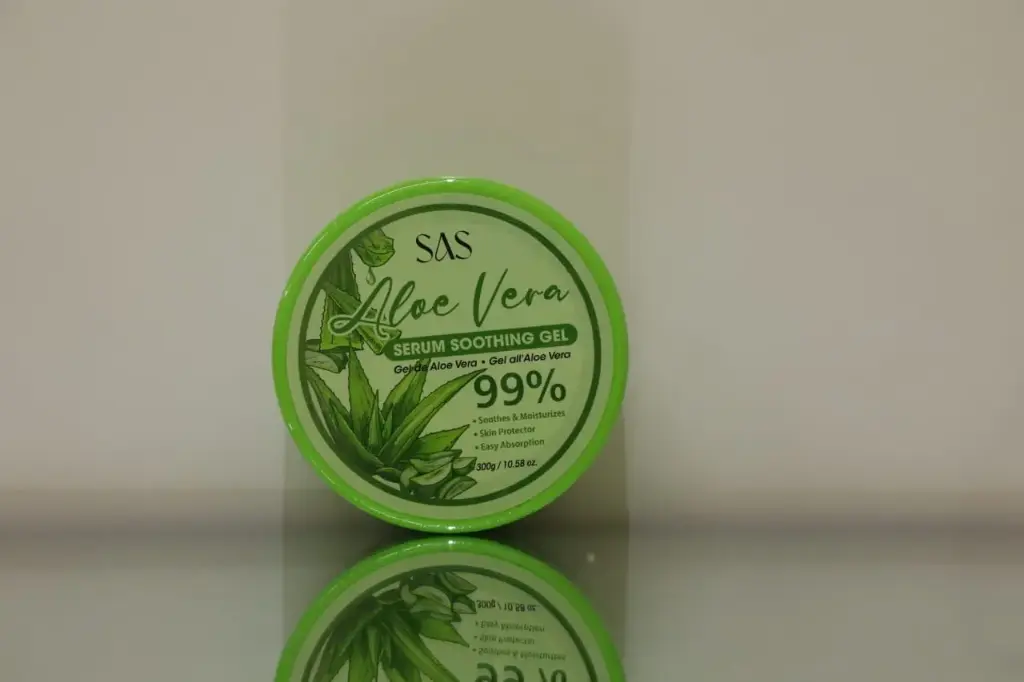 SAS
Aloe Vera
SERUM SOOTHING GEL
Gel de Aloe Vera • Gel all'Aloe Vera
99%
• Soothes & Moisturizes
• Skin Protector
• Easy Absorption
300g / 10.58 oz.